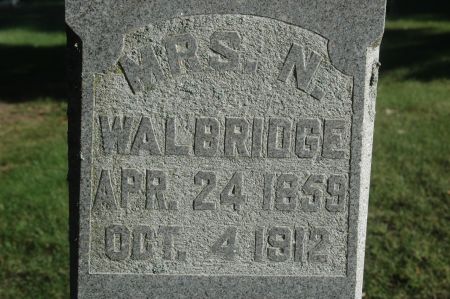 MRS. N.
WALBRIDGE
APR. 24 1859
OCT. 4 1912